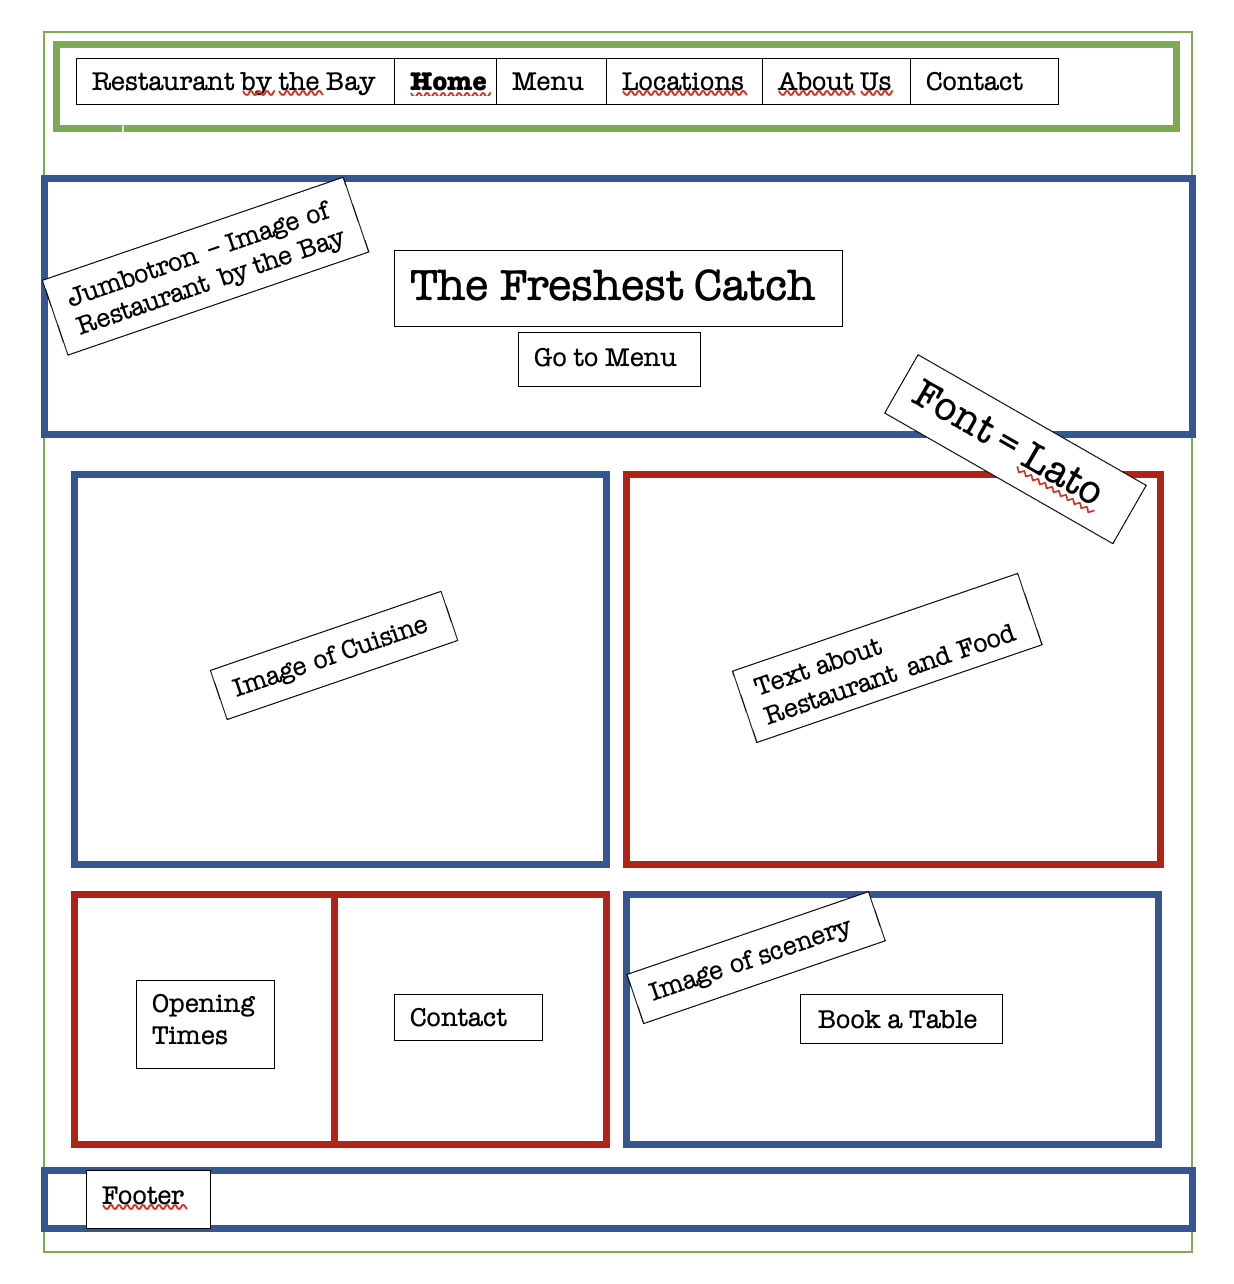 Restaurant by the Bay Home Menu Locations About Us Contact
Jumbotron – Image of
Restaurant by the Bay
The Freshest Catch
Go to Menu
Font = Lato
Image of Cuisine
Text about
Restaurant and Food
Opening
Times
Contact
Image of scenery
Book a Table
Footer